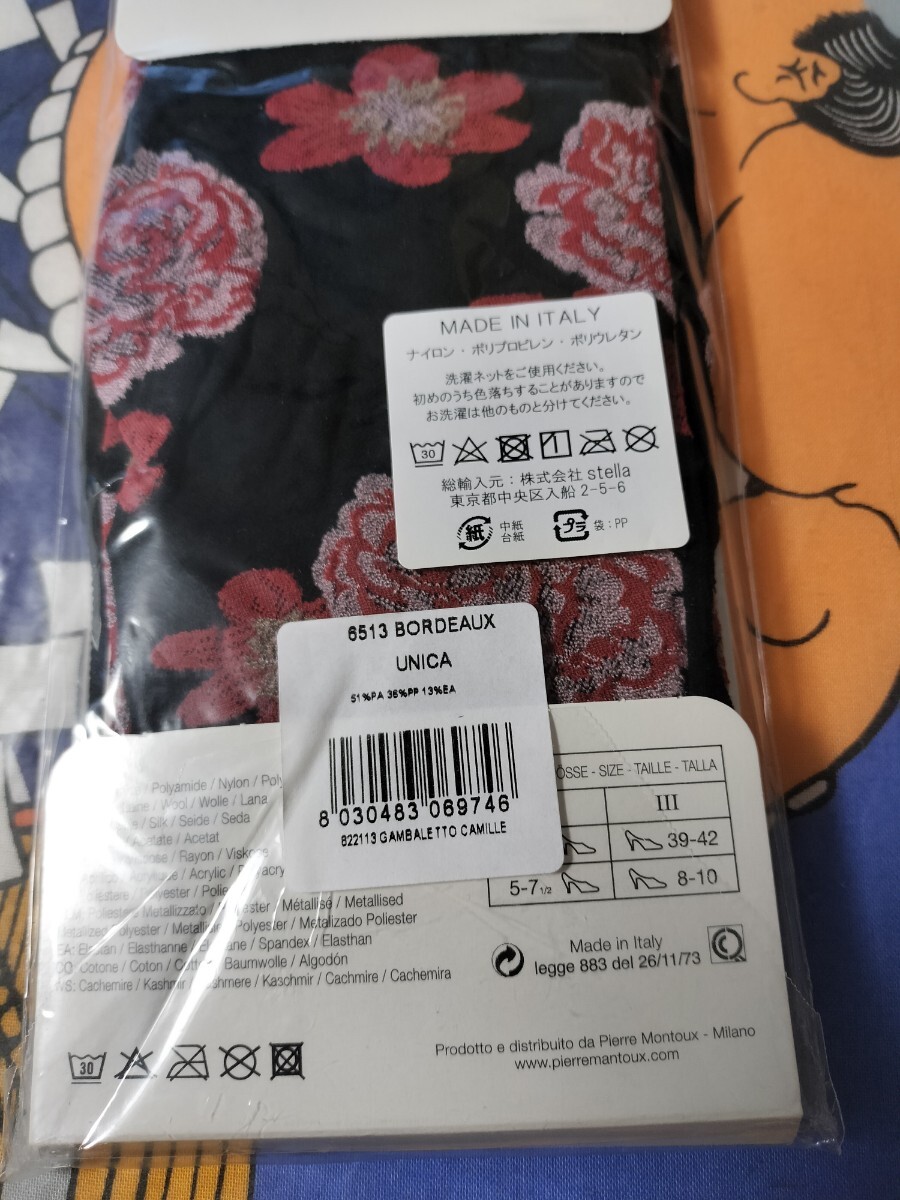 MADE IN ITALY
ナイロン・ポリプロピレン・ポリウレタン
洗濯ネットをご使用ください。
初めのうち色落ちすることがありますので
お洗濯は他のものと分けてください。
30
総輸入元：株式会社 stella
東京都中央区入船 2-5-6
紙 中紙
台紙
プラ 袋：PP
6513 BORDEAUX
UNICA
51%PA 36%PP 13%EA
8 030483 069746
822113 GAMBALETTO CAMILLE
/ Polyamide / Nylon /
/ Wool / Wolle / Lana
/ Silk / Seide / Seda
/ Acetate / Acetat
/ Rayon / Viskose
/ Acrylic /
/ Polyester /
Poliestere Metallizzato / / Métallisé / Metallised
Polyester / Polyester / Metalizado Poliester
EA: / Elasthanne / / Spandex / Elasthan
CO: Cotone / Coton / / Baumwolle / Algodón
WS: Cachemire / Kashmir / / Kaschmir / Cachmire / Cachemira
- SIZE - TAILLE - TALLA
III
39-42
5-7 1/2
8-10
Made in Italy
legge 883 del 26/11/73
30
Prodotto e distribuito da Pierre Montoux - Milano
www.pierremantoux.com